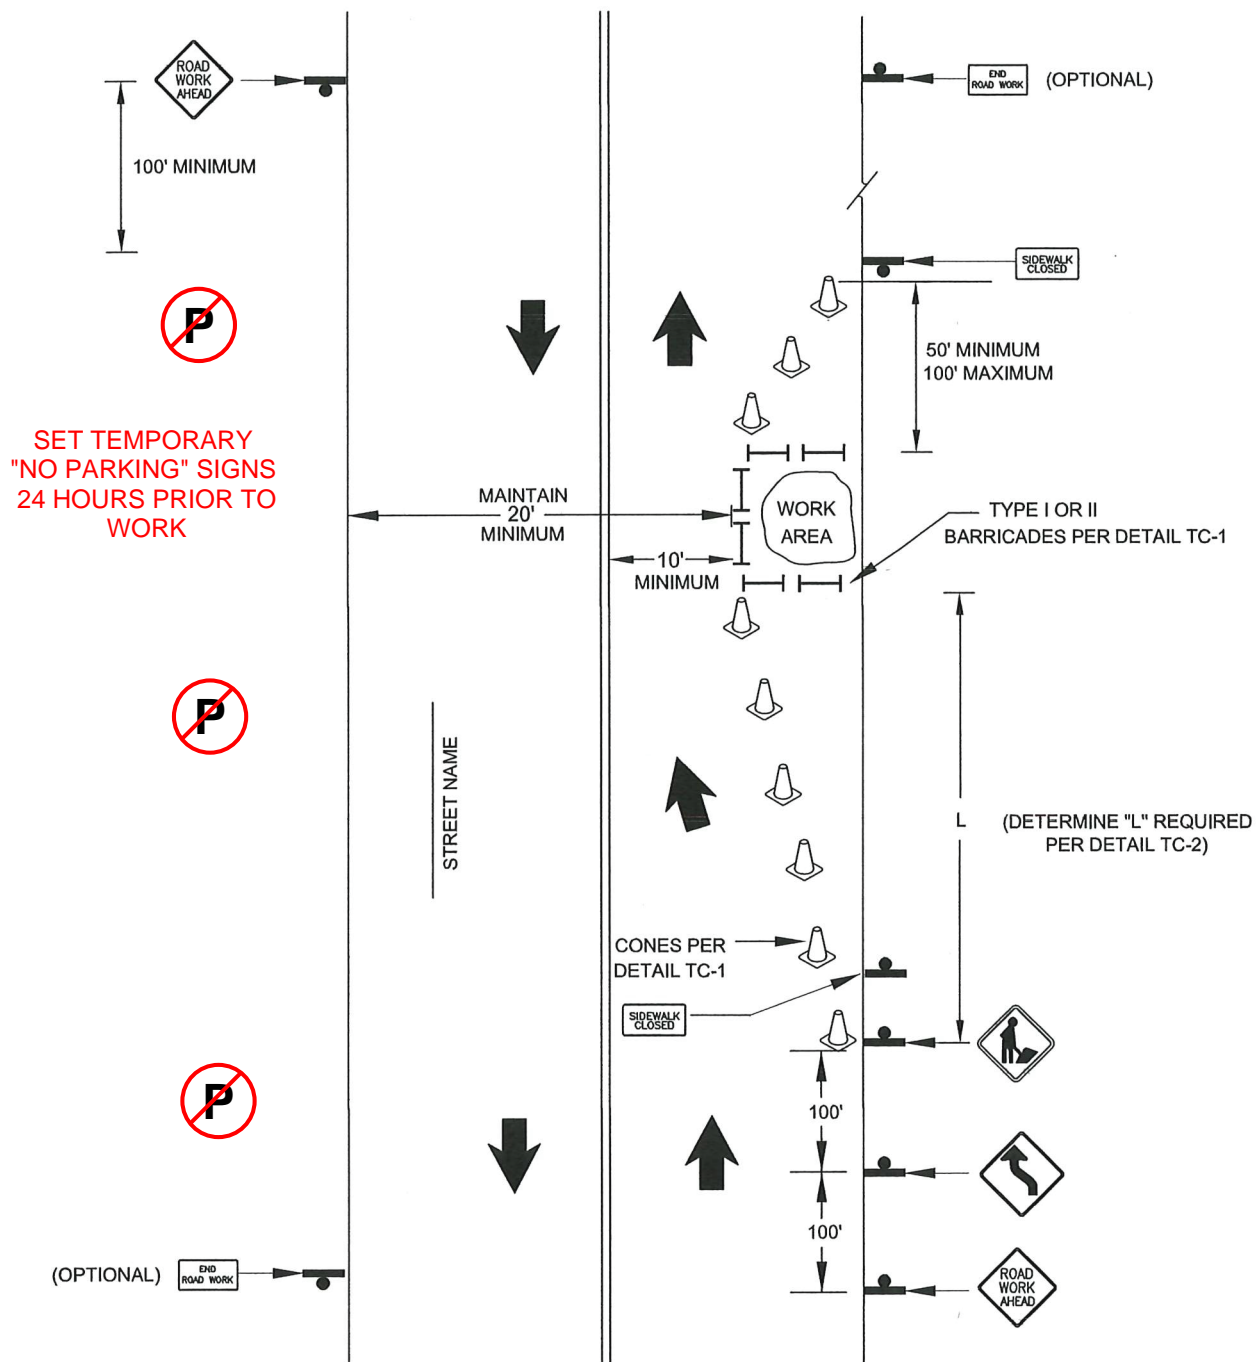 ROAD
WORK
AHEAD
END
ROAD WORK
(OPTIONAL)
100' MINIMUM
SIDEWALK
CLOSED
P
50' MINIMUM
100' MAXIMUM
SET TEMPORARY
"NO PARKING" SIGNS
24 HOURS PRIOR TO
WORK
MAINTAIN
20'
MINIMUM
WORK
AREA
TYPE I OR II
BARRICADES PER DETAIL TC-1
10'
MINIMUM
P
STREET NAME
L
(DETERMINE "L" REQUIRED
PER DETAIL TC-2)
CONES PER
DETAIL TC-1
SIDEWALK
CLOSED
P
100'
100'
(OPTIONAL)
END
ROAD WORK
ROAD
WORK
AHEAD